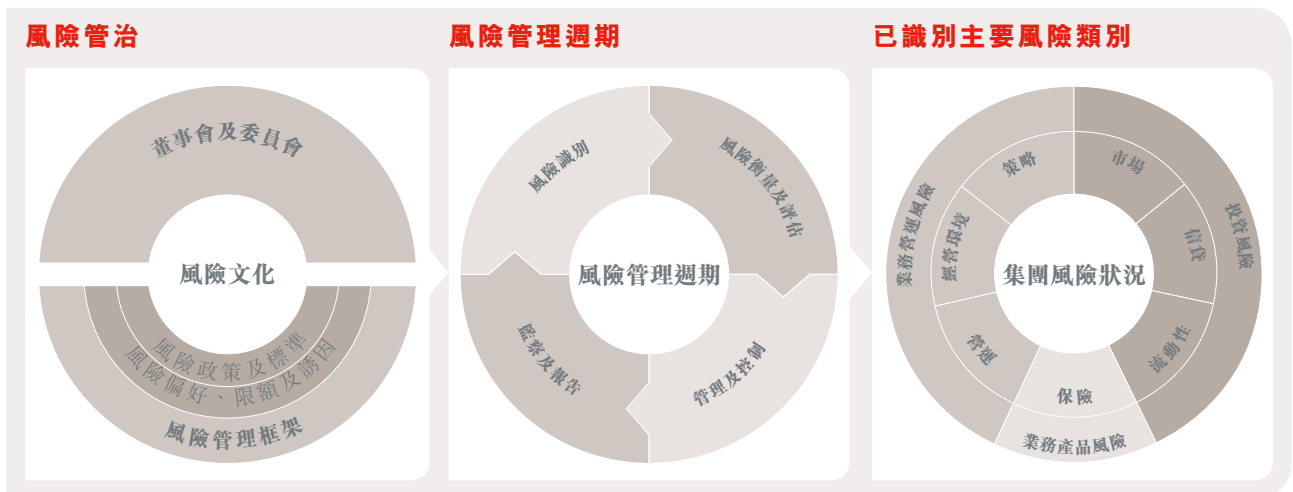 風險管治
董事會及委員會
風險文化
風險政策及標準
風險偏好、限額及誘因
風險管理框架
風險管理週期
風險識別
風險衡量及評估
風險管理週期
監察及報告
管理及控制
已識別主要風險類別
業務營運風險
策略
經營環境
營運
市場
信貸
流動性
投資風險
集團風險狀況
保險
業務產品風險